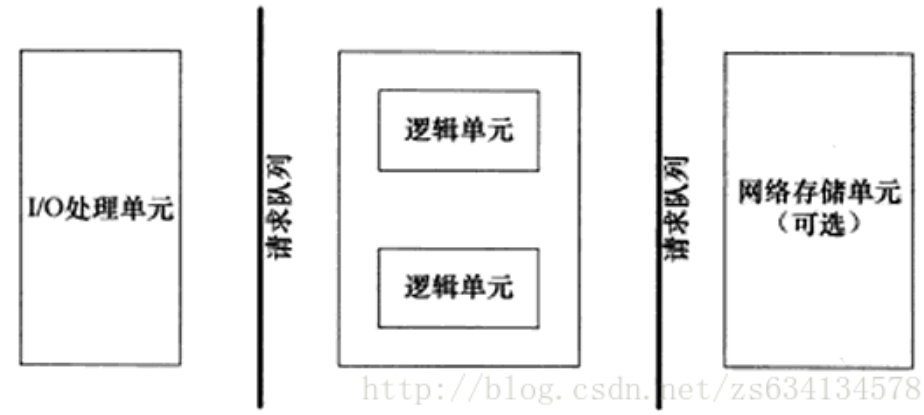 I/O处理单元
请求队列
逻辑单元
逻辑单元
请求队列
网络存储单元
（可选）
http://blog.csdn.net/zs634134578